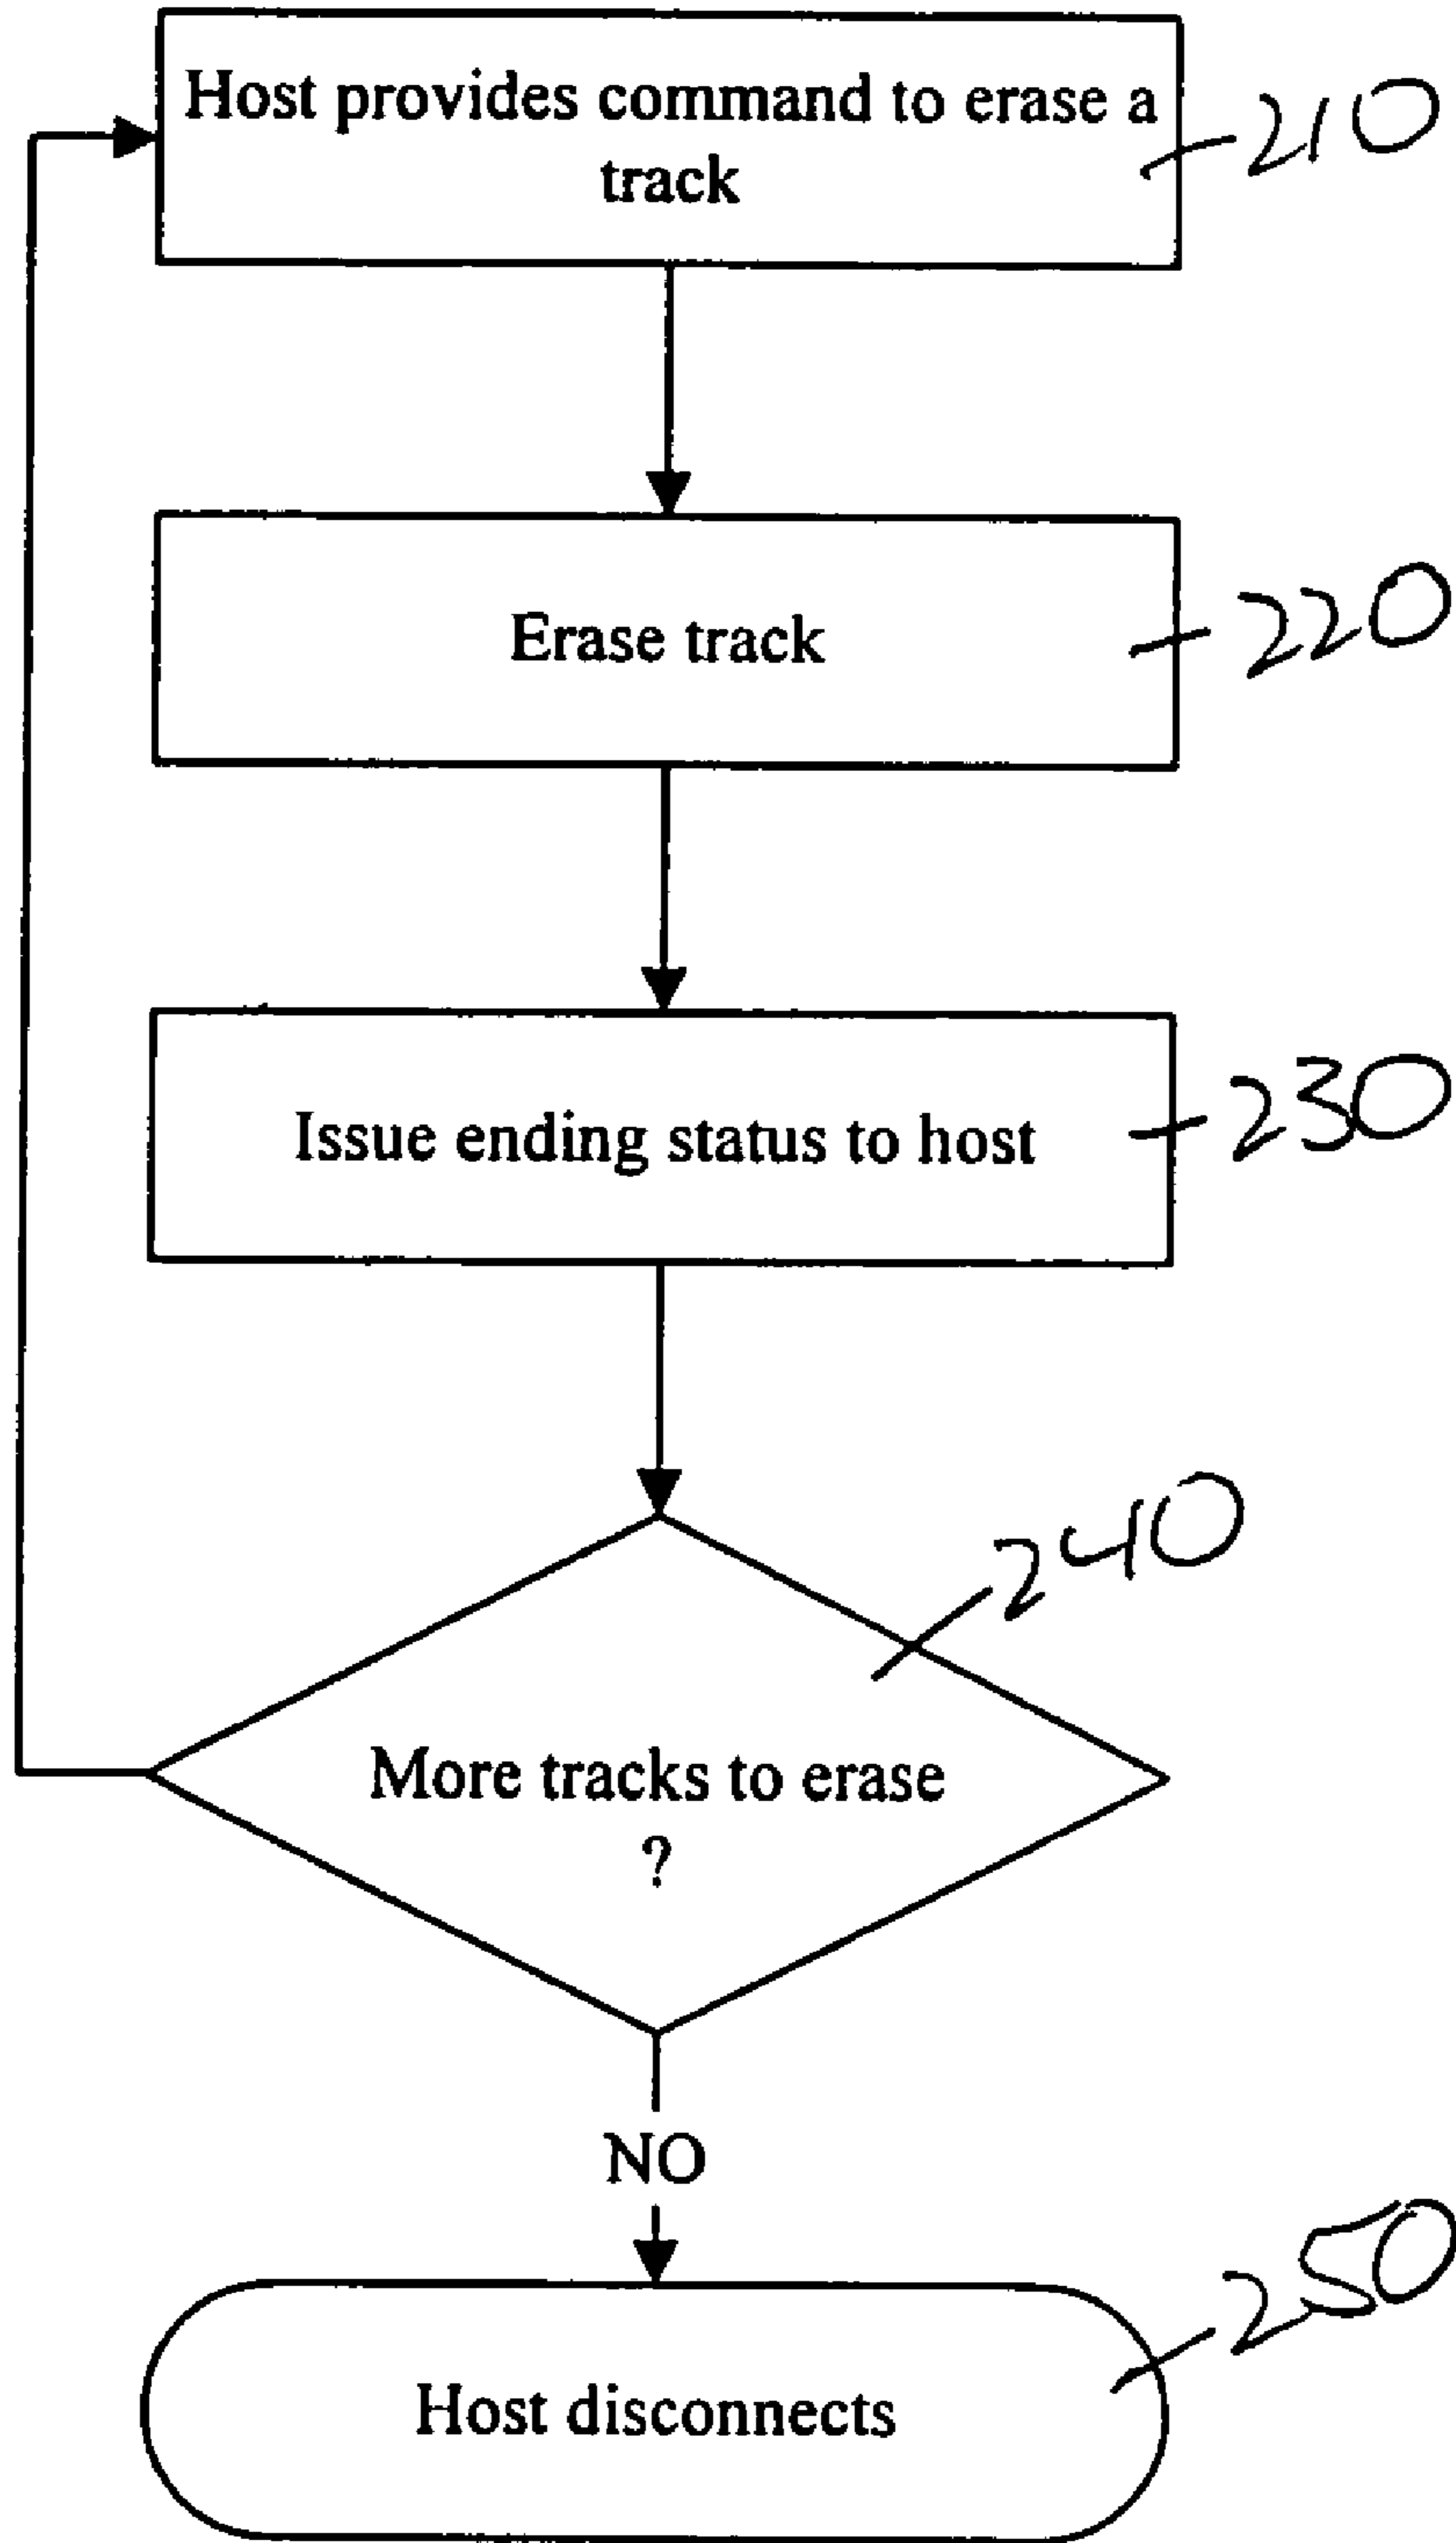 Host provides command to erase a
track
210
Erase track
220
Issue ending status to host
230
240
More tracks to erase
?
NO
250
Host disconnects